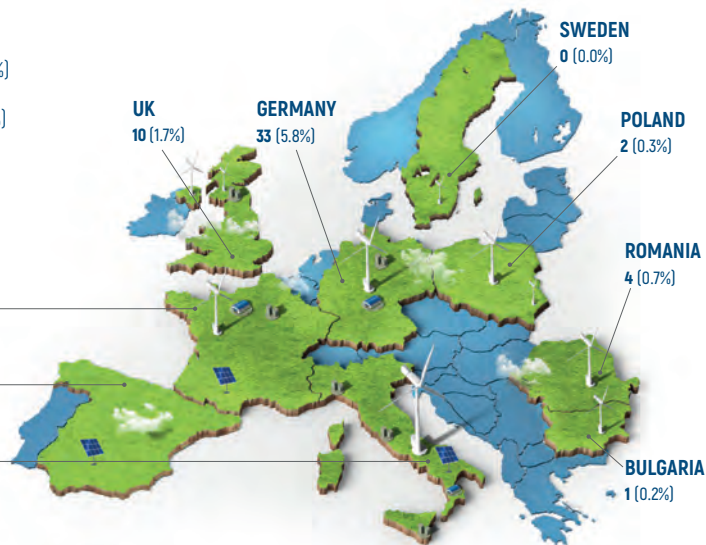 %)
)
SWEDEN
0 (0.0%)
UK
10 (1.7%)
GERMANY
33 (5.8%)
POLAND
2 (0.3%)
ROMANIA
4 (0.7%)
BULGARIA
1 (0.2%)